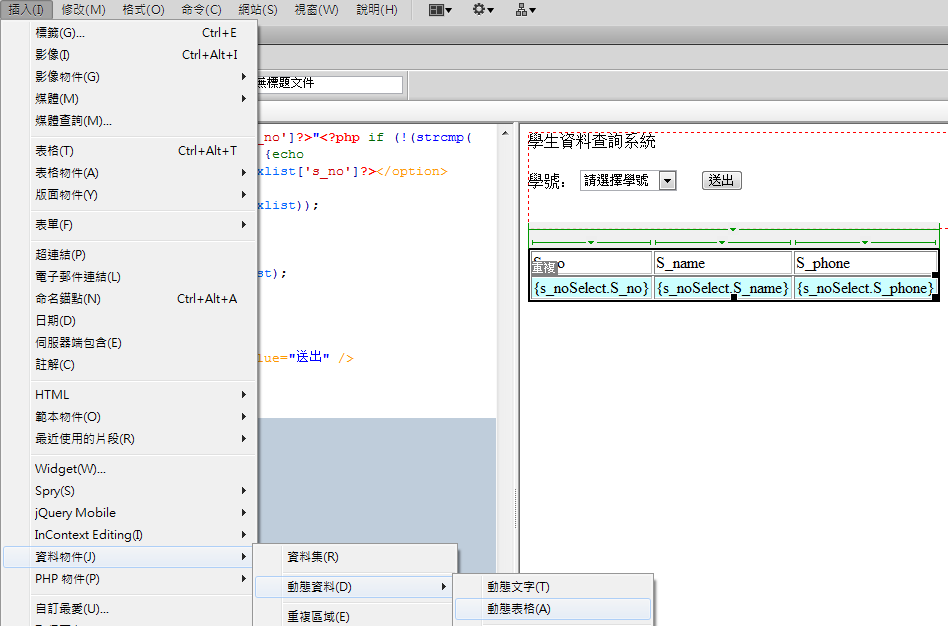 插入(I) 修改(M) 格式(O) 命令(C) 網站(S) 視窗(W) 說明(H)
標籤(G)... Ctrl+E
影像(I) Ctrl+Alt+I
影像物件(G)
媒體(M)
媒體查詢(M)...
表格(T) Ctrl+Alt+T
表格物件(A)
版面物件(Y)
表單(F)
超連結(P)
電子郵件連結(L)
命名錨點(N) Ctrl+Alt+A
日期(D)
伺服器端包含(E)
註解(C)
HTML
範本物件(O)
最近使用的片段(R)
Widget(W)...
Spry(S)
jQuery Mobile
InContext Editing(I)
資料物件(J)
PHP 物件(P)
自訂最愛(U)...
資料集(R)
動態資料(D)
重複區域(E)
動態文字(T)
動態表格(A)
無標題文件
_no']?>"<?php if (!(strcmp(
{echo
xlist['s_no']?></option>
xlist));
st);
lue="送出" />
學生資料查詢系統
學號： 請選擇學號 送出
重複
S_name S_phone
{s_noSelect.S_no} {s_noSelect.S_name} {s_noSelect.S_phone}